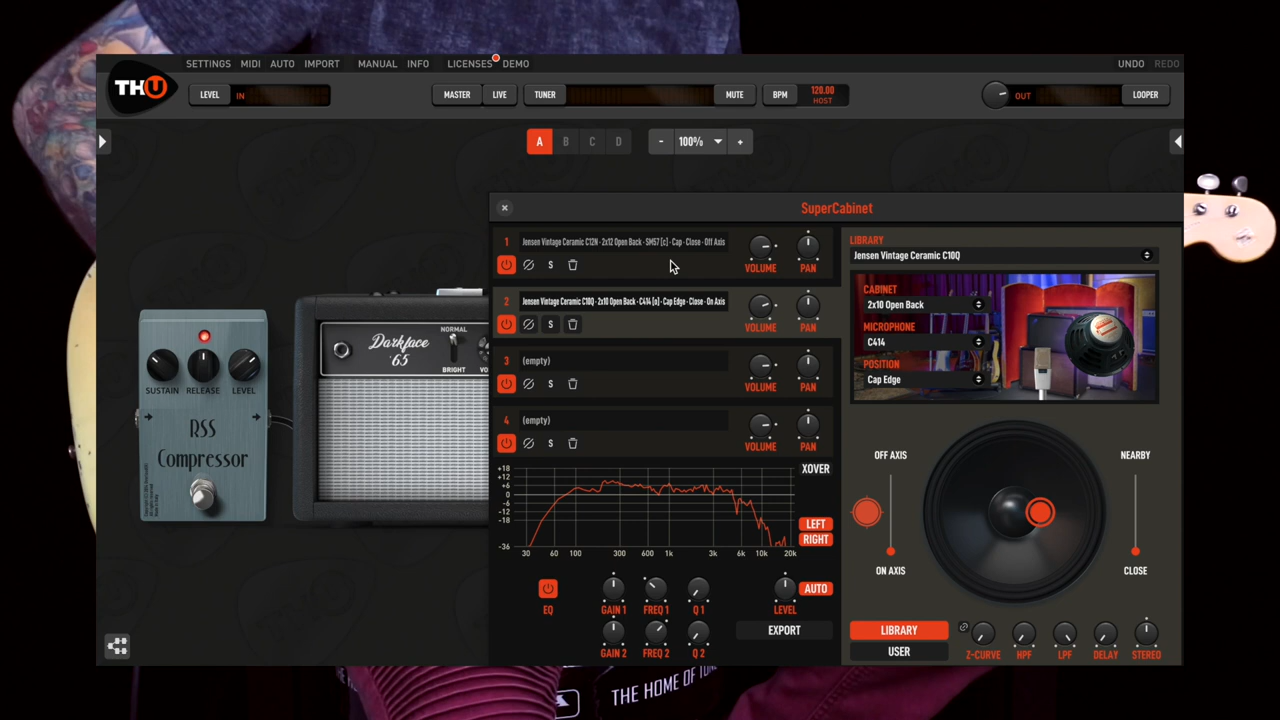 SETTINGS MIDI AUTO IMPORT MANUAL INFO LICENSES DEMO UNDO REDO
THU
LEVEL IN MASTER LIVE TUNER MUTE BPM 120.00 HOST OUT LOOPER
A B C D - 100% +
SuperCabinet
1 Jensen Vintage Ceramic C12N - 2x12 Open Back - SM57 [c] - Cap - Close - Off Axis
S VOLUME PAN
2 Jensen Vintage Ceramic C10Q - 2x10 Open Back - C414 [o] - Cap Edge - Close - On Axis
S VOLUME PAN
3 (empty)
S VOLUME PAN
4 (empty)
S VOLUME PAN
LIBRARY
Jensen Vintage Ceramic C10Q
CABINET
2x10 Open Back
MICROPHONE
C414
POSITION
Cap Edge
SUSTAIN RELEASE LEVEL
RSS
Compressor
Darkface
'65
NORMAL
BRIGHT
+18
+12
+6
0
-6
-12
-18
-36
30 60 100 300 600 1k 3k 6k 10k 20k
XOVER
LEFT
RIGHT
OFF AXIS
ON AXIS
NEARBY
CLOSE
EQ GAIN 1 FREQ 1 Q 1 LEVEL AUTO
GAIN 2 FREQ 2 Q 2 EXPORT
LIBRARY
USER
Z-CURVE HPF LPF DELAY STEREO
THE HOME OF TON